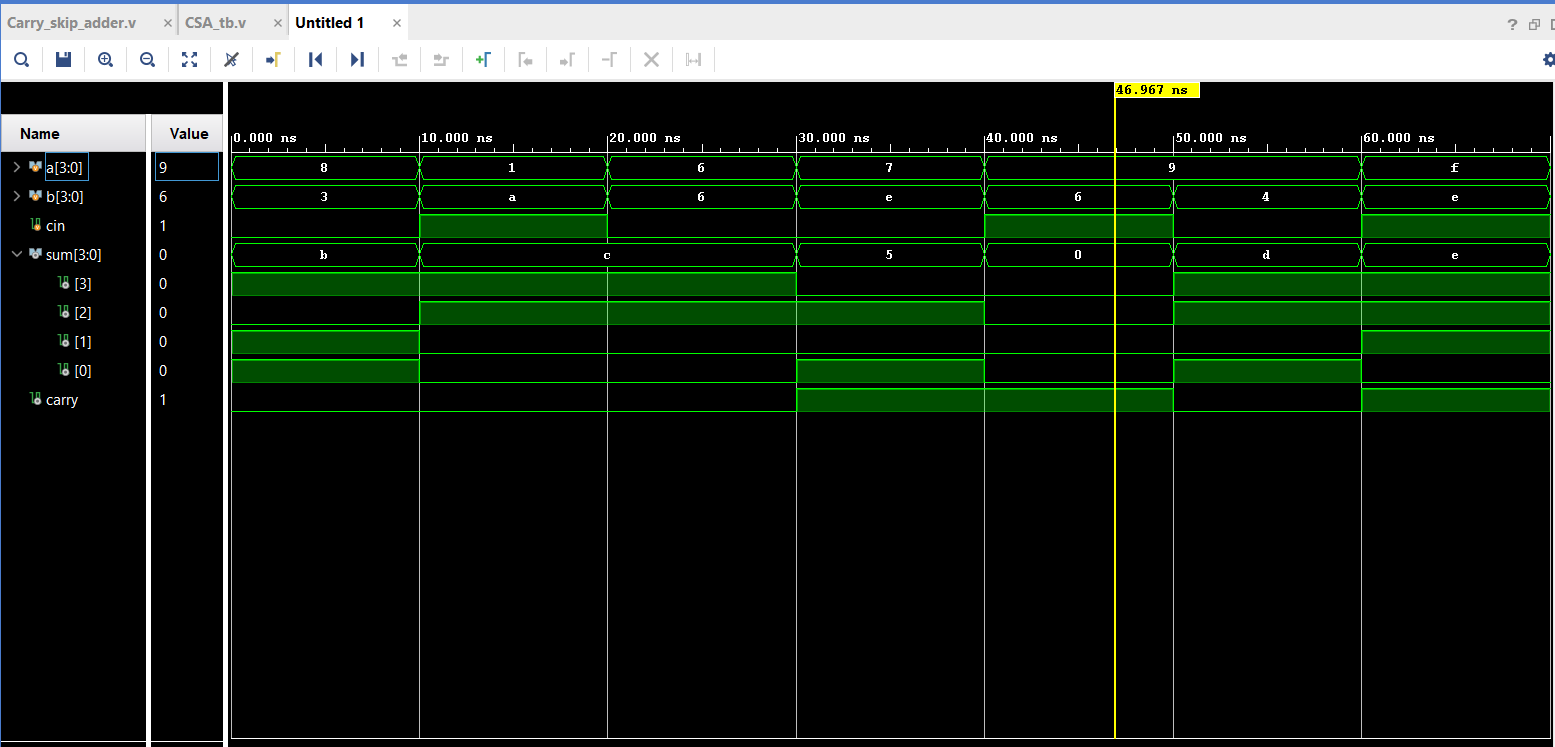 Carry_skip_adder.v × CSA_tb.v × Untitled 1 ×
?
46.967 ns
Name Value
0.000 ns 10.000 ns 20.000 ns 30.000 ns 40.000 ns 50.000 ns 60.000 ns
a[3:0] 9 8 1 6 7 9 f
b[3:0] 6 3 a 6 e 6 4 e
cin 1
sum[3:0] 0 b c 5 0 d e
[3] 0
[2] 0
[1] 0
[0] 0
carry 1